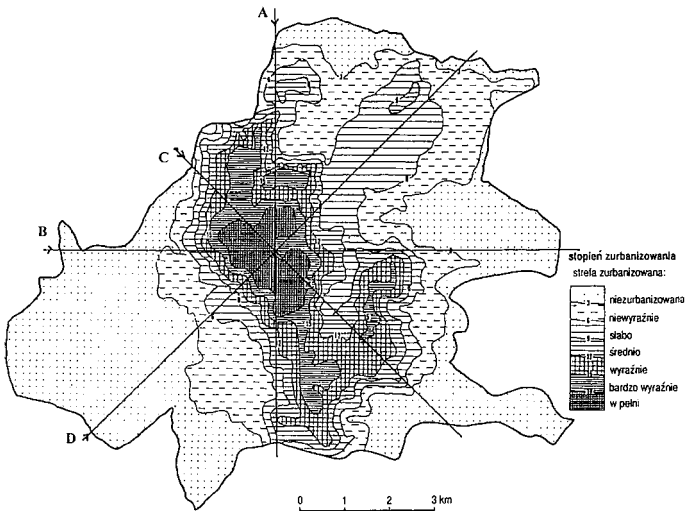 A
C
B
D
stopień zurbanizowania
strefa zurbanizowana:
niezurbanizowana
niewyraźnie
słabo
średnio
wyraźnie
bardzo wyraźnie
w pełni
0 1 2 3 km